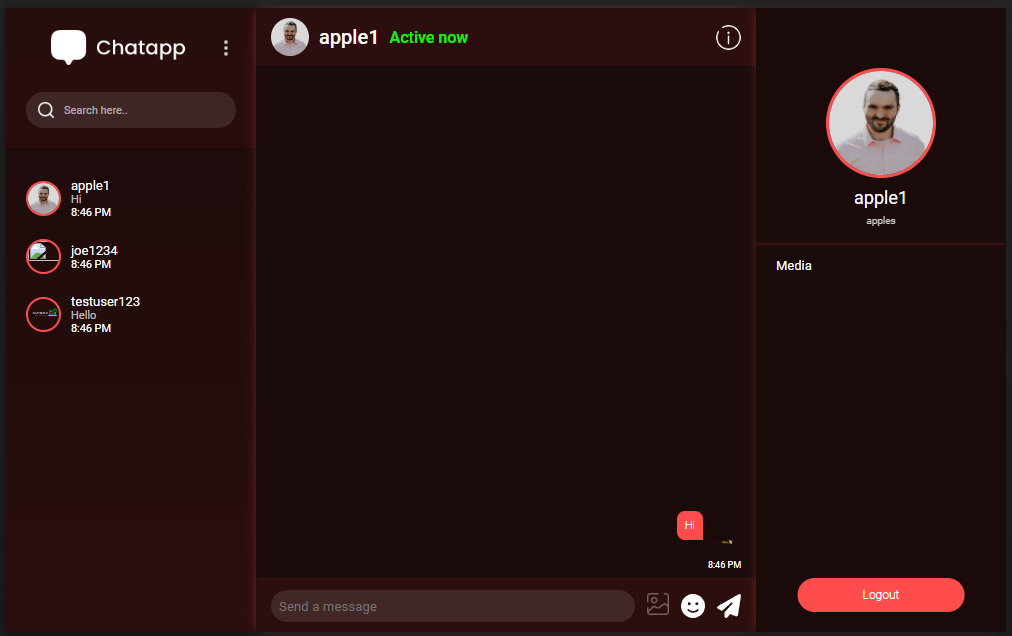 Chatapp
Search here..
apple1
Hi
8:46 PM
joe1234
8:46 PM
testuser123
Hello
8:46 PM
apple1 Active now
Hi
8:46 PM
Send a message
apple1
apples
Media
Logout